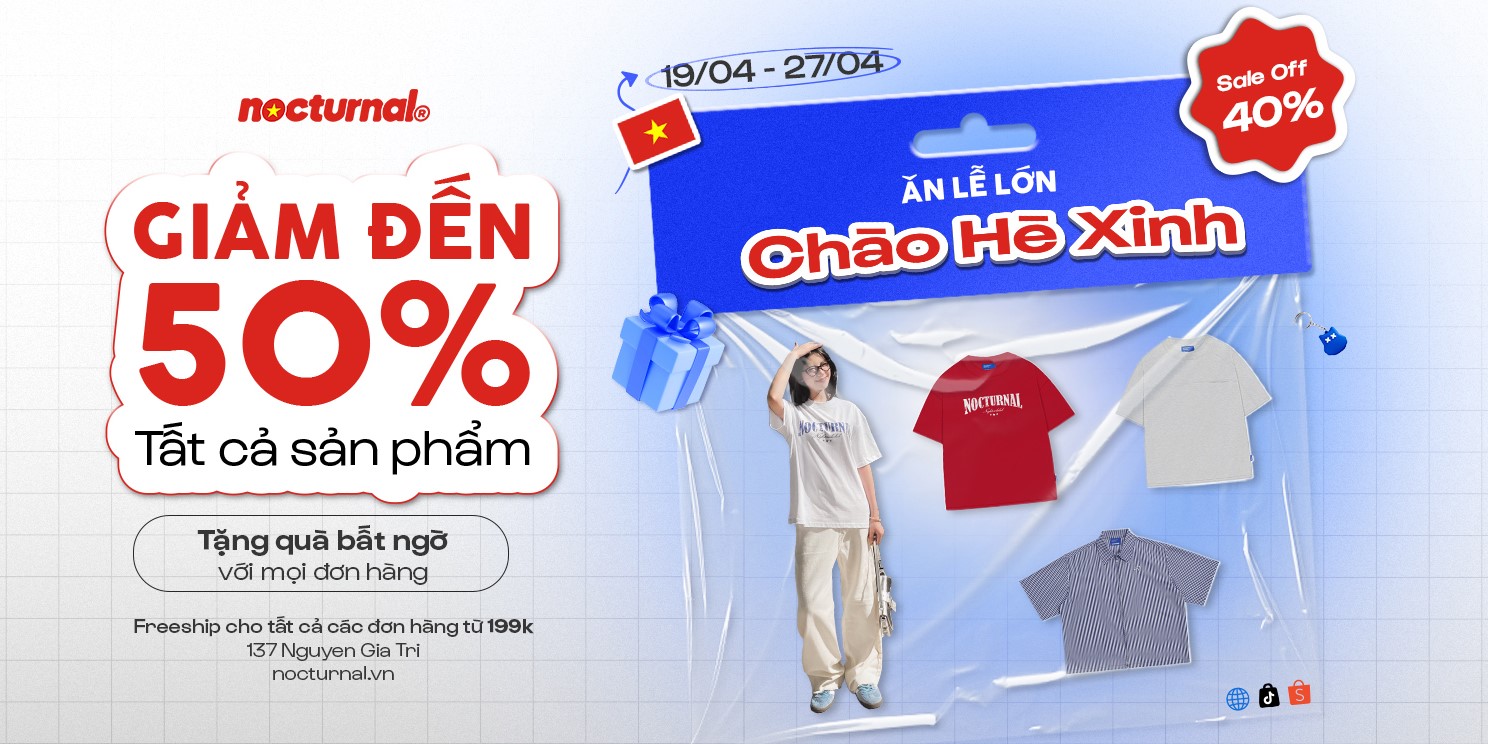 nocturnal®
GIẢM ĐẾN
50%
Tất cả sản phẩm
Tặng quà bất ngờ
với mọi đơn hàng
Freeship cho tất cả các đơn hàng từ 199k
137 Nguyen Gia Tri
nocturnal.vn
19/04 - 27/04
Sale Off
40%
ĂN LỄ LỚN
Chào Hè Xinh
NOCTURNAL
NOCTURN